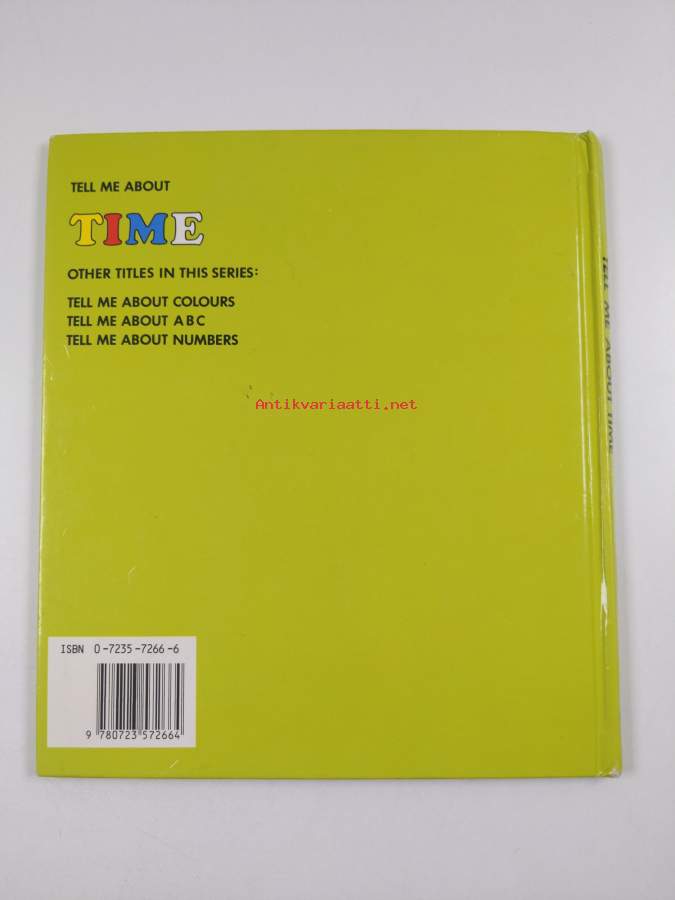 TELL ME ABOUT
TIME
OTHER TITLES IN THIS SERIES:
TELL ME ABOUT COLOURS
TELL ME ABOUT ABC
TELL ME ABOUT NUMBERS
Antikvariaatti.net
TELL ME ABOUT TIME
ISBN 0-7235-7266-6
9 780723 572664